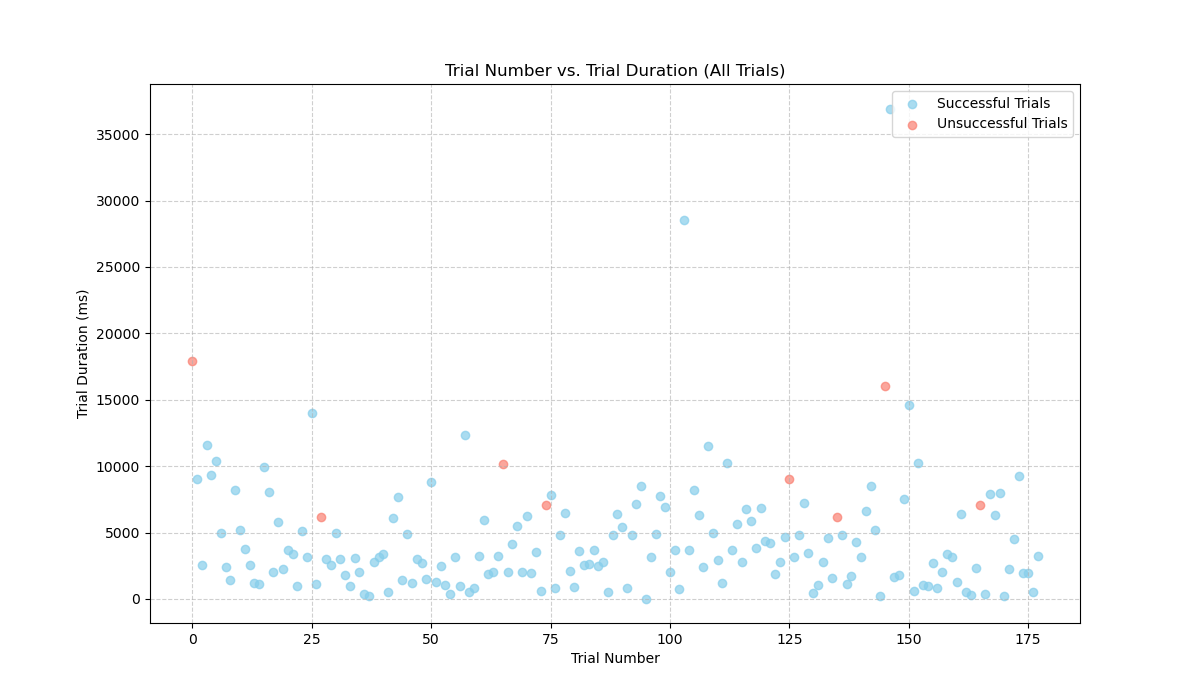 Trial Number vs. Trial Duration (All Trials)
Successful Trials
Unsuccessful Trials
35000
30000
25000
20000
15000
10000
5000
0
Trial Duration (ms)
0 25 50 75 100 125 150 175
Trial Number